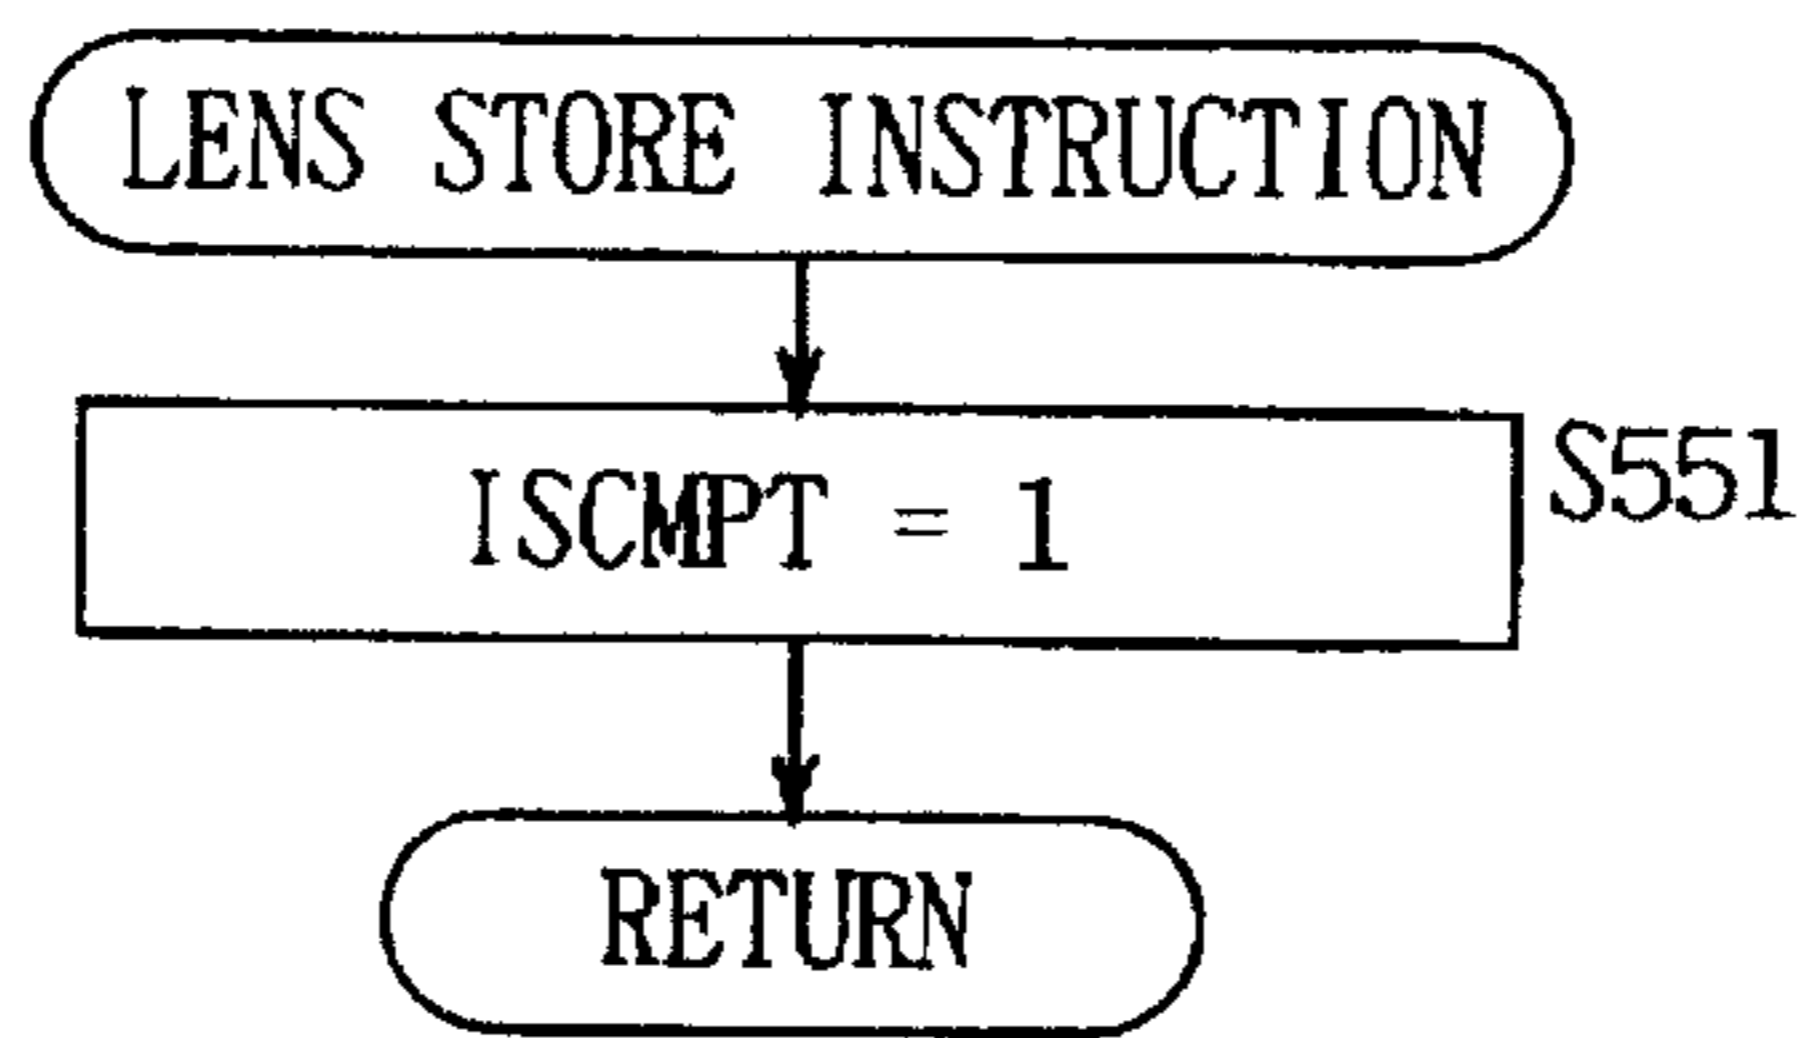 LENS STORE INSTRUCTION
ISCMPT = 1
S551
RETURN